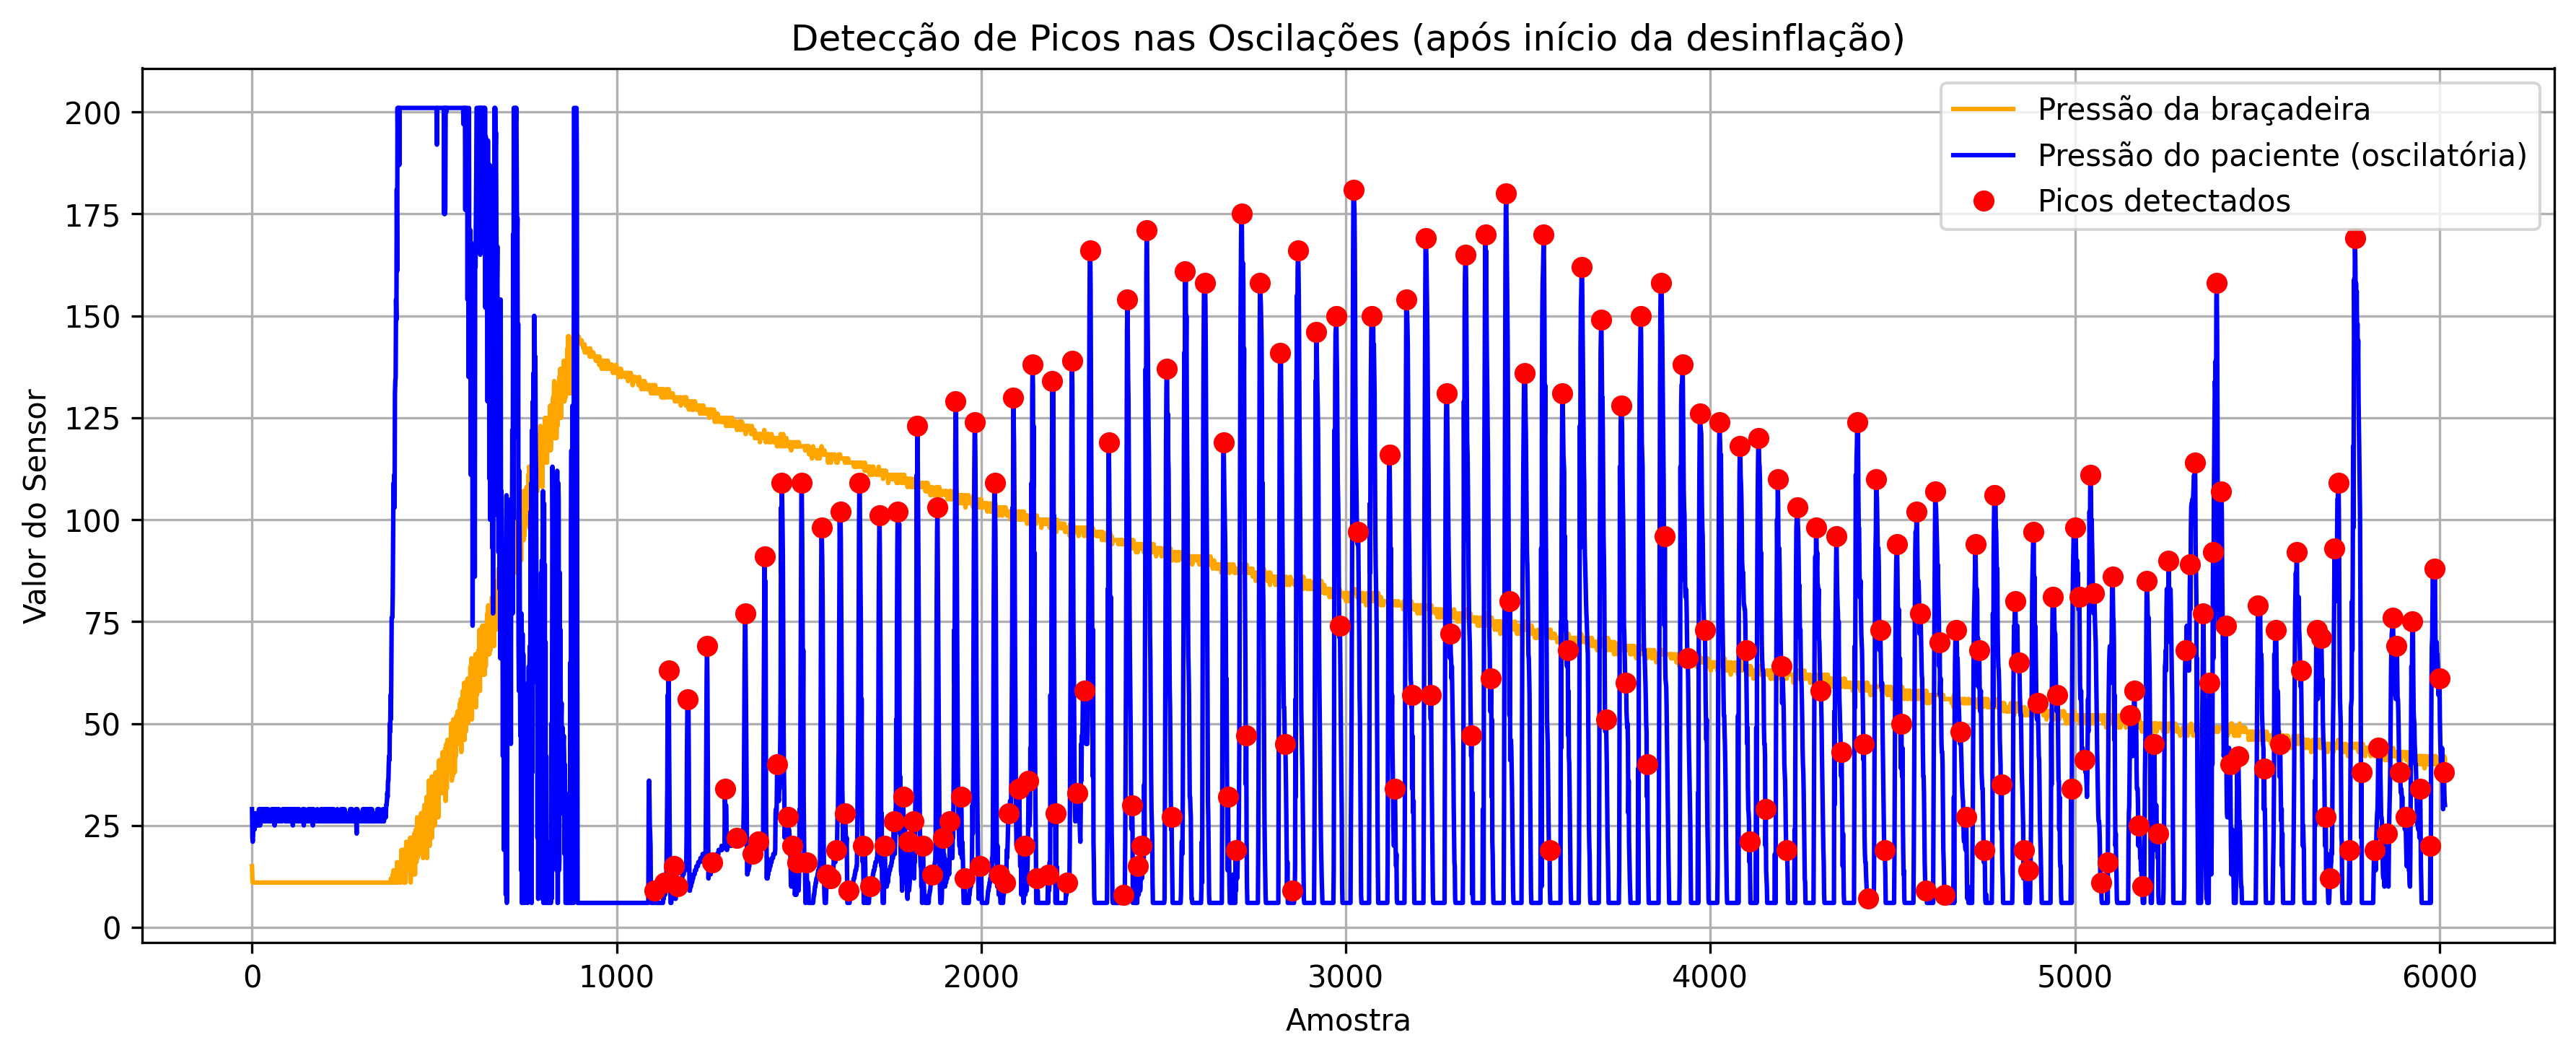 Detecção de Picos nas Oscilações (após início da desinflação)
Pressão da braçadeira
Pressão do paciente (oscilatória)
Picos detectados
Valor do Sensor
200
175
150
125
100
75
50
25
0
0 1000 2000 3000 4000 5000 6000
Amostra